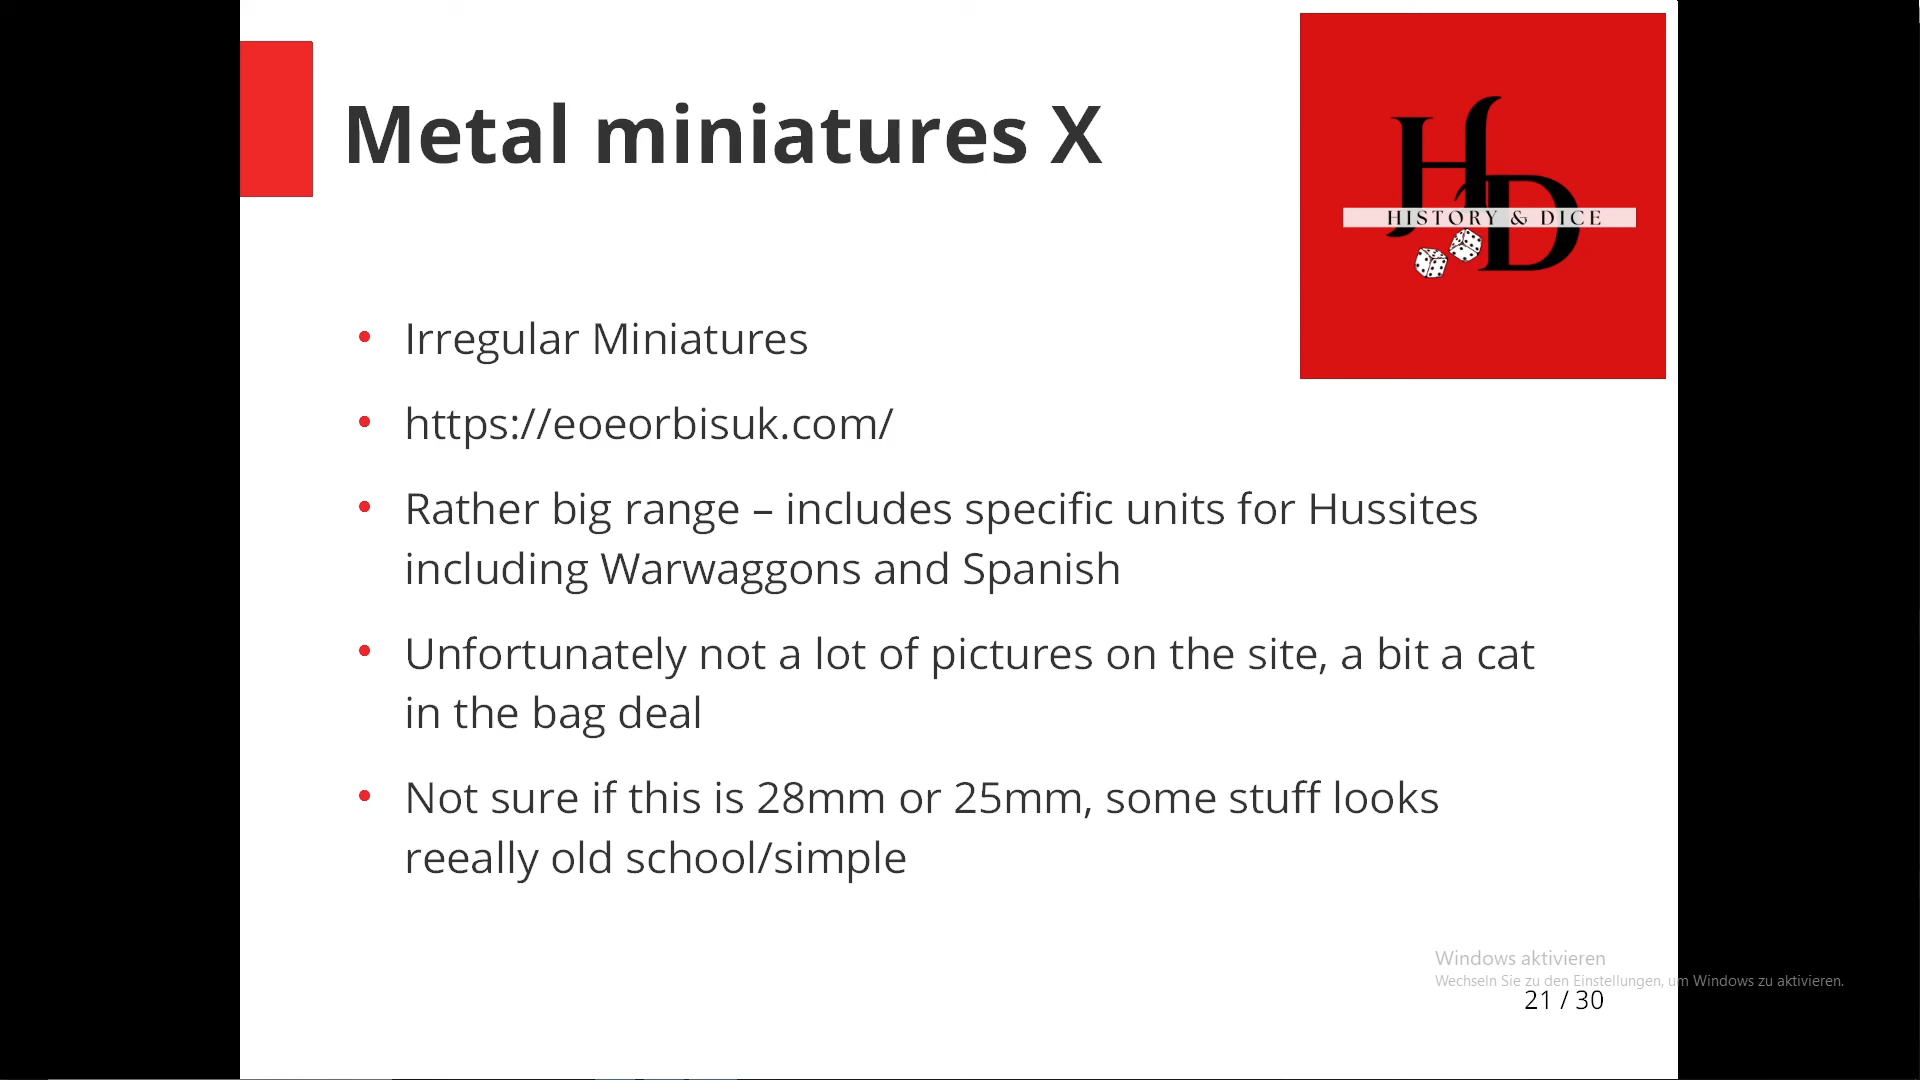 Metal miniatures X
HD
HISTORY & DICE
• Irregular Miniatures
• https://eoeorbisuk.com/
• Rather big range – includes specific units for Hussites
including Warwaggons and Spanish
• Unfortunately not a lot of pictures on the site, a bit a cat
in the bag deal
• Not sure if this is 28mm or 25mm, some stuff looks
reeally old school/simple
Windows aktivieren
Wechseln Sie zu den Einstellungen, um Windows zu aktivieren.
21 / 30